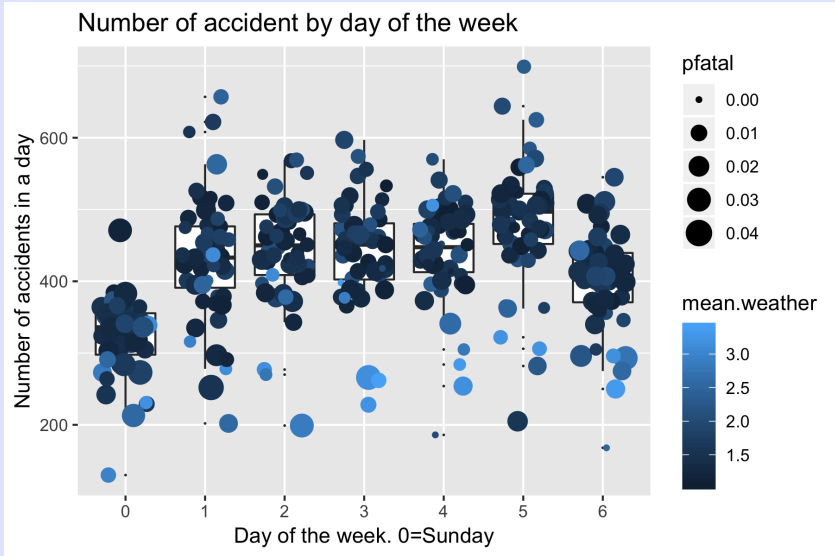 Number of accident by day of the week
Number of accidents in a day
600
400
200
0 1 2 3 4 5 6
Day of the week. 0=Sunday
pfatal
0.00
0.01
0.02
0.03
0.04
mean.weather
3.0
2.5
2.0
1.5